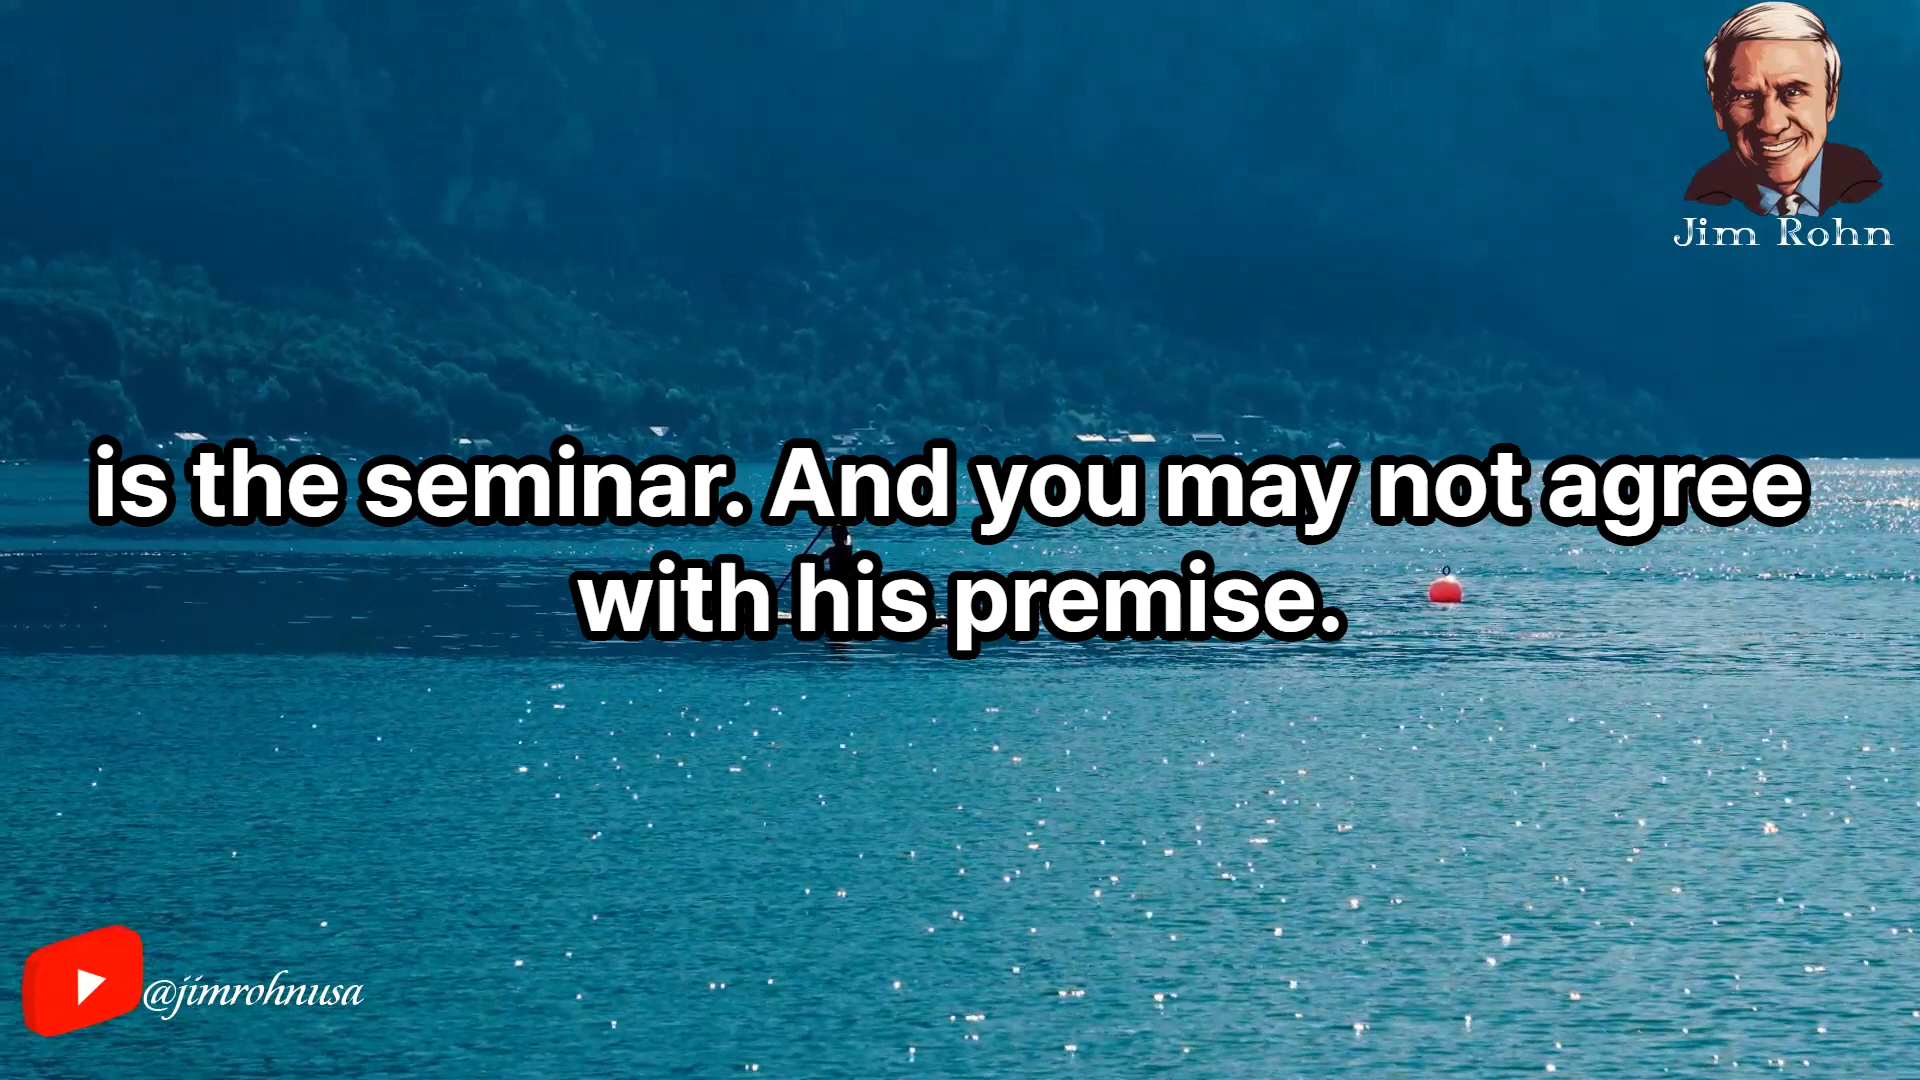 Jim Rohn
is the seminar. And you may not agree
with his premise.
@jimrohnusa